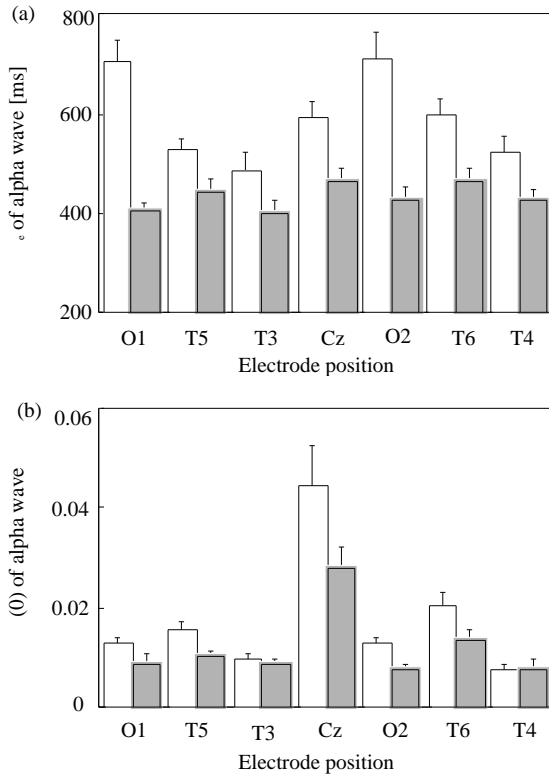 (a)
800
600
400
200
e of alpha wave [ms]
O1 T5 T3 Cz O2 T6 T4
Electrode position
(b)
0.06
0.04
0.02
0
(0) of alpha wave
O1 T5 T3 Cz O2 T6 T4
Electrode position